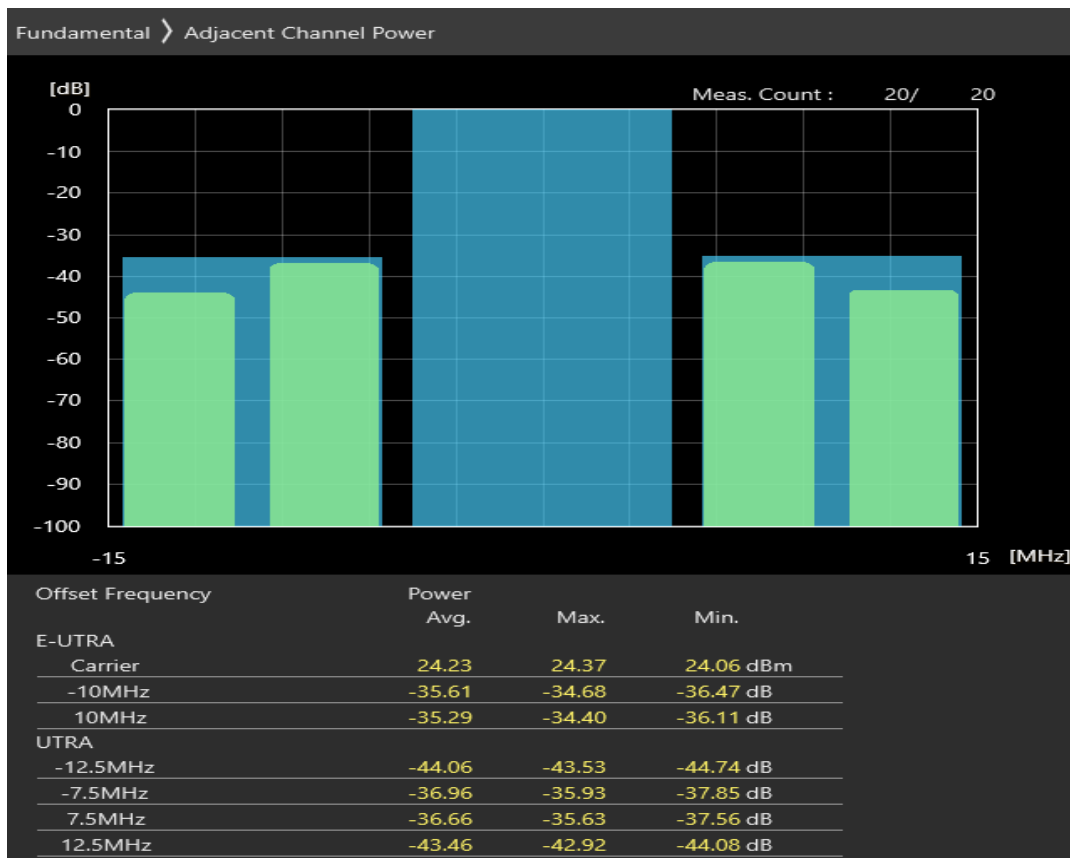 Fundamental 〉 Adjacent Channel Power
[dB]
Meas. Count : 20/ 20
0
-10
-20
-30
-40
-50
-60
-70
-80
-90
-100
-15 15 [MHz]
Offset Frequency Power
Avg. Max. Min.
E-UTRA
Carrier 24.23 24.37 24.06 dBm
-10MHz -35.61 -34.68 -36.47 dB
10MHz -35.29 -34.40 -36.11 dB
UTRA
-12.5MHz -44.06 -43.53 -44.74 dB
-7.5MHz -36.96 -35.93 -37.85 dB
7.5MHz -36.66 -35.63 -37.56 dB
12.5MHz -43.46 -42.92 -44.08 dB